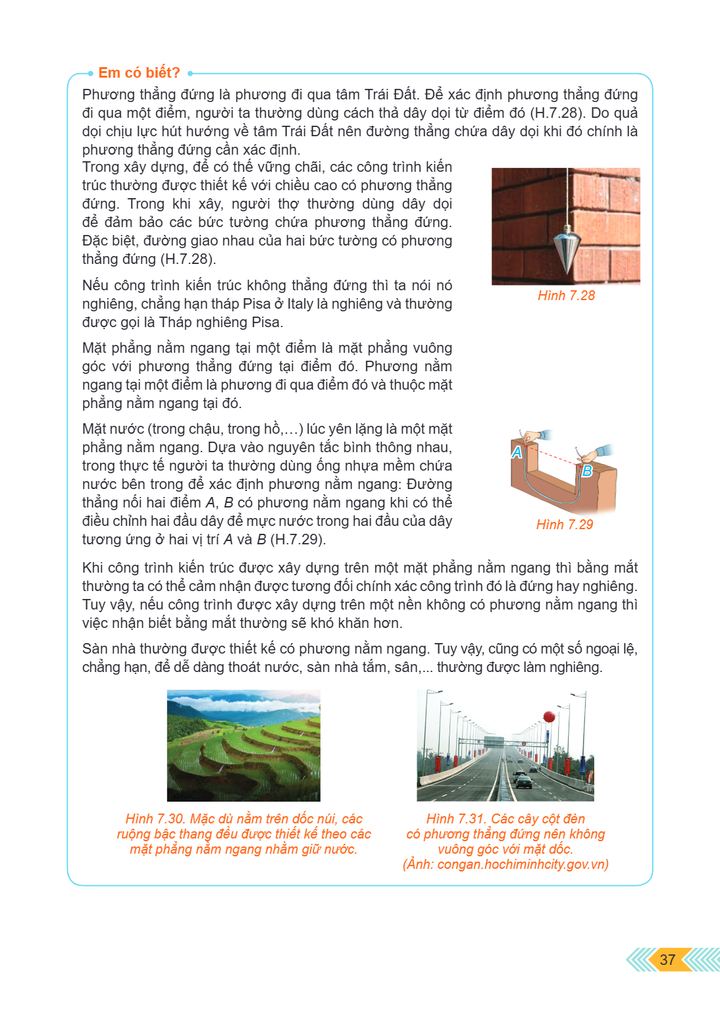 Em có biết?
Phương thẳng đứng là phương đi qua tâm Trái Đất. Để xác định phương thẳng đứng
đi qua một điểm, người ta thường dùng cách thả dây dọi từ điểm đó (H.7.28). Do quả
dọi chịu lực hút hướng về tâm Trái Đất nên đường thẳng chứa dây dọi khi đó chính là
phương thẳng đứng cần xác định.
Trong xây dựng, để có thế vững chãi, các công trình kiến
trúc thường được thiết kế với chiều cao có phương thẳng
đứng. Trong khi xây, người thợ thường dùng dây dọi
để đảm bảo các bức tường chứa phương thẳng đứng.
Đặc biệt, đường giao nhau của hai bức tường có phương
thẳng đứng (H.7.28).
Hình 7.28
Nếu công trình kiến trúc không thẳng đứng thì ta nói nó
nghiêng, chẳng hạn tháp Pisa ở Italy là nghiêng và thường
được gọi là Tháp nghiêng Pisa.
Mặt phẳng nằm ngang tại một điểm là mặt phẳng vuông
góc với phương thẳng đứng tại điểm đó. Phương nằm
ngang tại một điểm là phương đi qua điểm đó và thuộc mặt
phẳng nằm ngang tại đó.
Mặt nước (trong chậu, trong hồ,…) lúc yên lặng là một mặt
phẳng nằm ngang. Dựa vào nguyên tắc bình thông nhau,
trong thực tế người ta thường dùng ống nhựa mềm chứa
nước bên trong để xác định phương nằm ngang: Đường
thẳng nối hai điểm A, B có phương nằm ngang khi có thể
điều chỉnh hai đầu dây để mực nước trong hai đầu của dây
tương ứng ở hai vị trí A và B (H.7.29).
A
B
Hình 7.29
Khi công trình kiến trúc được xây dựng trên một mặt phẳng nằm ngang thì bằng mắt
thường ta có thể cảm nhận được tương đối chính xác công trình đó là đứng hay nghiêng.
Tuy vậy, nếu công trình được xây dựng trên một nền không có phương nằm ngang thì
việc nhận biết bằng mắt thường sẽ khó khăn hơn.
Sàn nhà thường được thiết kế có phương nằm ngang. Tuy vậy, cũng có một số ngoại lệ,
chẳng hạn, để dễ dàng thoát nước, sàn nhà tắm, sân,... thường được làm nghiêng.
Hình 7.30. Mặc dù nằm trên dốc núi, các
ruộng bậc thang đều được thiết kế theo các
mặt phẳng nằm ngang nhằm giữ nước.
Hình 7.31. Các cây cột đèn
có phương thẳng đứng nên không
vuông góc với mặt dốc.
(Ảnh: congan.hochiminhcity.gov.vn)
37